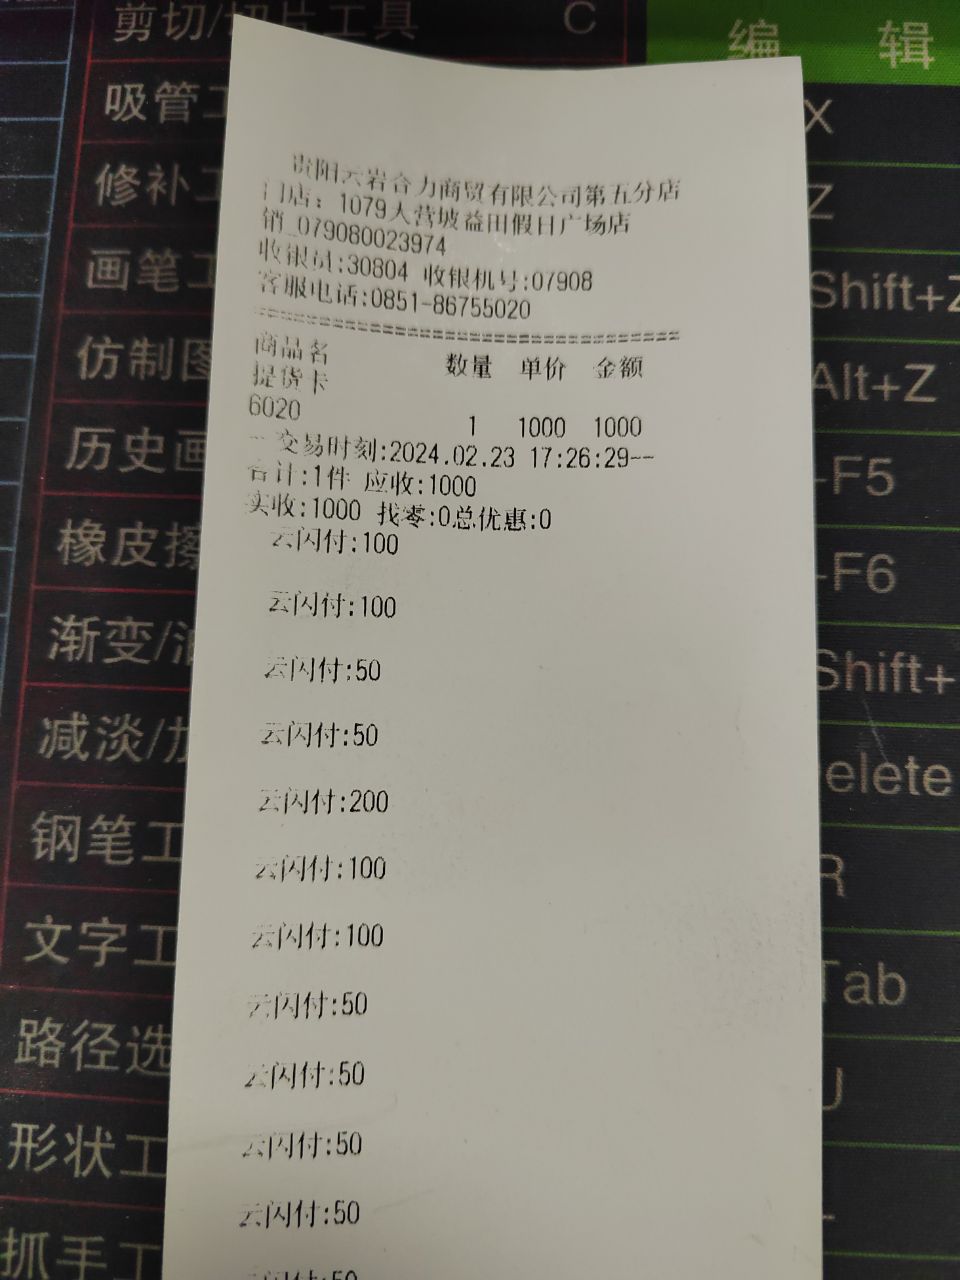 剪切/切片工具 C
编 辑
吸管工
X
修补工
Z
画笔工
Shift+Z
仿制图
Alt+Z
历史画
-F5
橡皮擦
-F6
渐变/油
Shift+
减淡/加
elete
钢笔工
R
文字工
Tab
路径选
U
形状工
抓手工
贵阳云岩合力商贸有限公司第五分店
门店：1079大营坡益田假日广场店
销_079080023974
收银员:30804 收银机号:07908
客服电话:0851-86755020
================================
商品名 数量 单价 金额
提货卡
6020
1 1000 1000
--交易时刻:2024.02.23 17:26:29--
合计:1件 应收:1000
实收:1000 找零:0总优惠:0
云闪付:100
云闪付:100
云闪付:50
云闪付:50
云闪付:200
云闪付:100
云闪付:100
云闪付:50
云闪付:50
云闪付:50
云闪付:50
云闪付:50